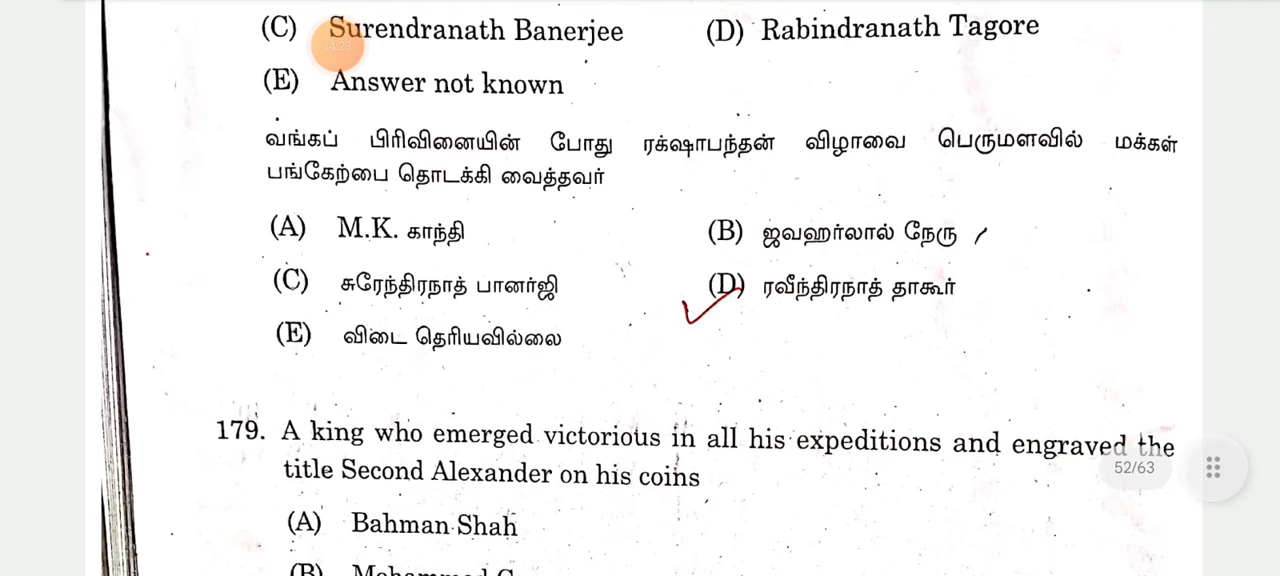 (C) Surendranath Banerjee (D) Rabindranath Tagore
14:23
(E) Answer not known
வங்கப் பிரிவினையின் போது ரக்ஷாபந்தன் விழாவை பெருமளவில் மக்கள்
பங்கேற்பை தொடக்கி வைத்தவர்
(A) M.K. காந்தி (B) ஜவஹர்லால் நேரு
(C) சுரேந்திரநாத் பானர்ஜி (D) ரவீந்திரநாத் தாகூர்
(E) விடை தெரியவில்லை
179. A king who emerged victorious in all his expeditions and engraved the
52/63
title Second Alexander on his coins
(A) Bahman Shah
(B)